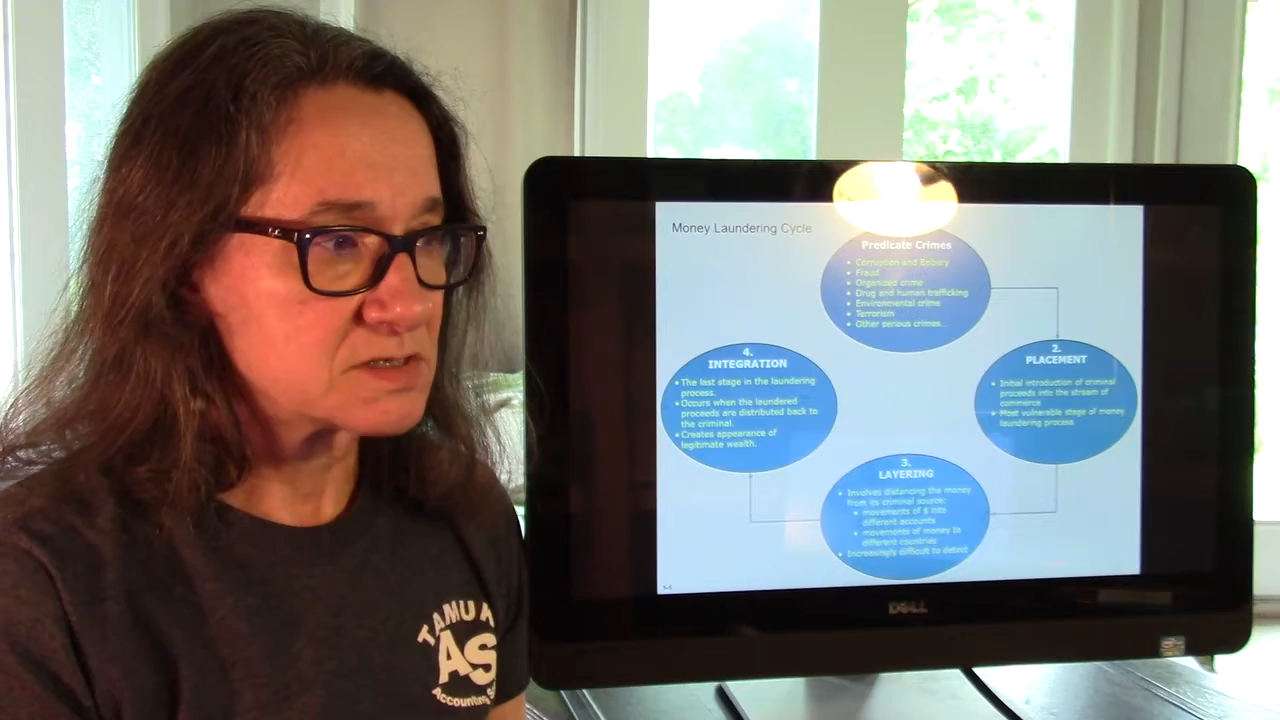 Money Laundering Cycle
Predicate Crimes
• Corruption and Bribery
• Fraud
• Organized crime
• Drug and human trafficking
• Environmental crime
• Terrorism
• Other serious crimes...
2.
PLACEMENT
• Initial introduction of criminal
proceeds into the stream of
commerce
• Most vulnerable stage of money
laundering process
3.
LAYERING
• Involves distancing the money
from its criminal source:
• movements of $ into
different accounts
• movements of money to
different countries
• Increasingly difficult to detect
4.
INTEGRATION
• The last stage in the laundering
process.
• Occurs when the laundered
proceeds are distributed back to
the criminal.
• Creates appearance of
legitimate wealth.
DELL
Ray-Ban
TAMU
AS
Accounting